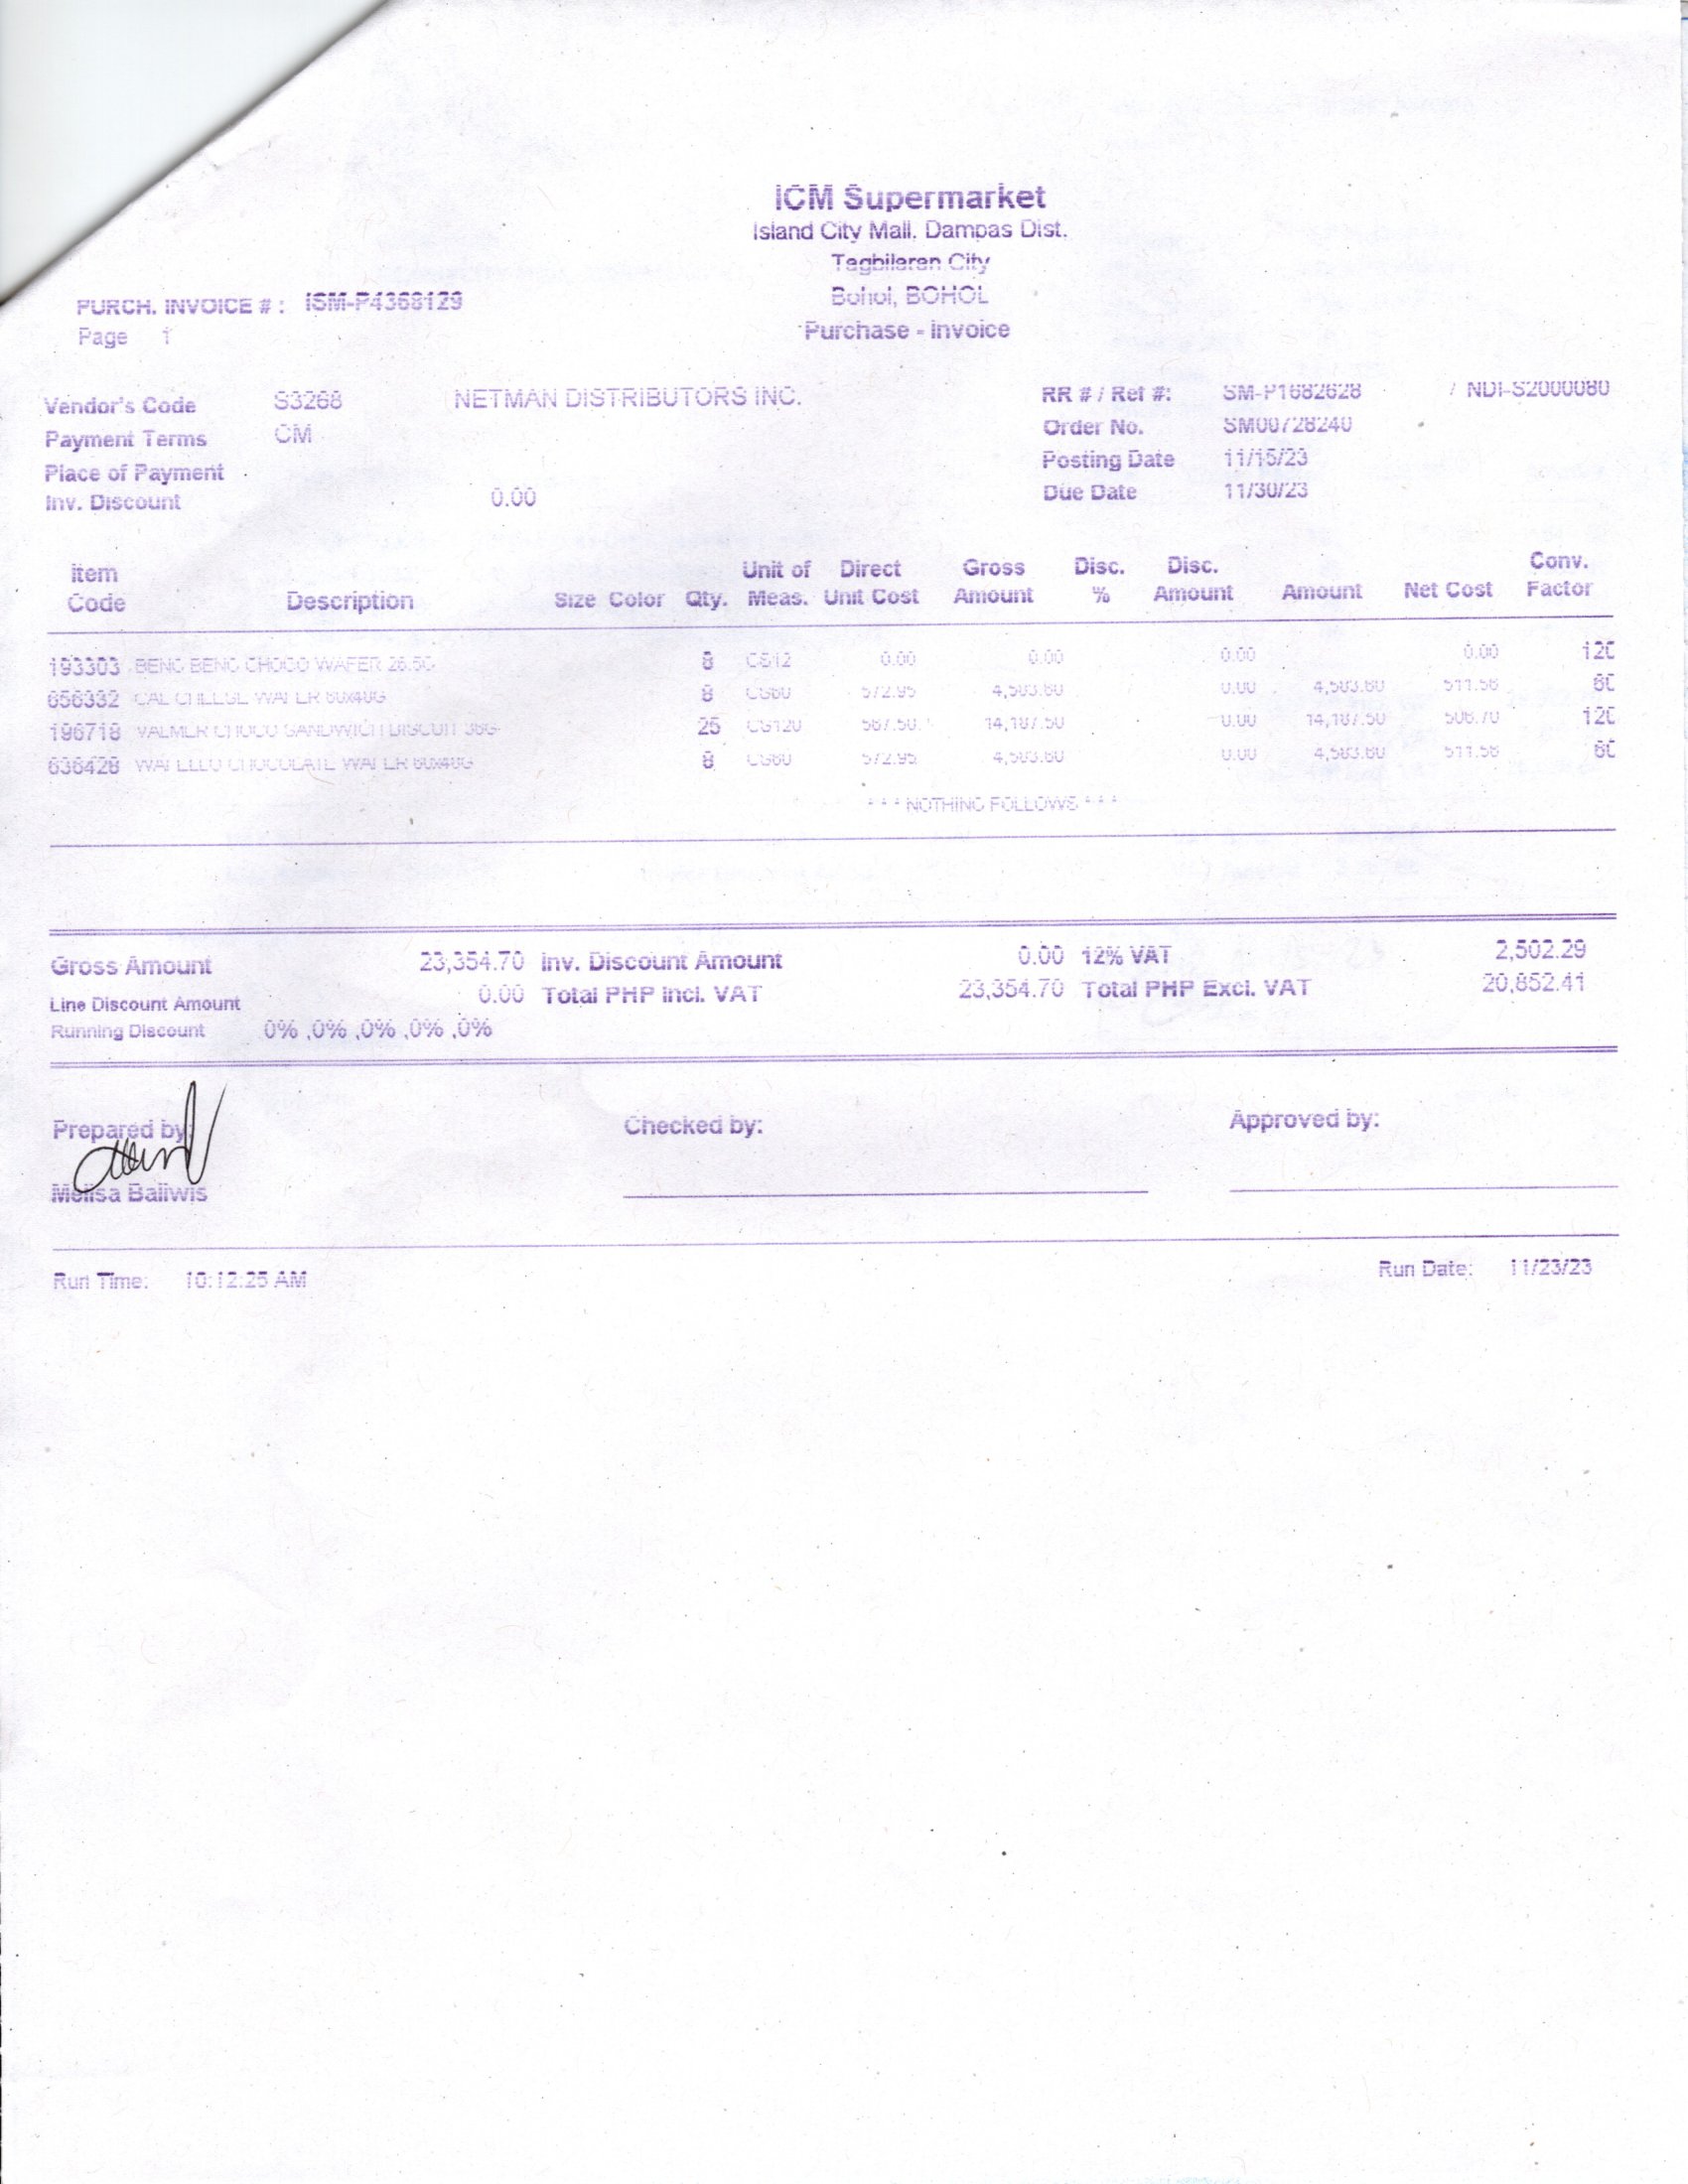 ICM Supermarket
Island City Mall. Dampas Dist.
Tagbilaran City
Bohol, BOHOL
Purchase - Invoice
PURCH. INVOICE # : ISM-P4368129
Page 1
Vendor's Code S3268 NETMAN DISTRIBUTORS INC.
Payment Terms CM
Place of Payment
Inv. Discount 0.00
RR # / Ref #: SM-P1682628 / NDI-S2000080
Order No. SM00728240
Posting Date 11/15/23
Due Date 11/30/23
Item Code Description Size Color Qty. Unit of Meas. Direct Unit Cost Gross Amount Disc. % Disc. Amount Amount Net Cost Conv. Factor
193303 BENG BENG CHOCO WAFER 26.5G 8 CS12 0.00 0.00 0.00 0.00 120
656332 CAL CHEESE WAFER 60x40G 8 CS60 572.95 4,583.60 0.00 4,583.60 511.56 60
196718 VALMER CHOCO SANDWICH BISCUIT 36G 25 CS120 567.50 14,187.50 0.00 14,187.50 506.70 120
636428 WAFELLO CHOCOLATE WAFER 60x48G 8 CS60 572.95 4,583.60 0.00 4,583.60 511.56 60
* * * NOTHING FOLLOWS * * *
Gross Amount 23,354.70 Inv. Discount Amount 0.00 12% VAT 2,502.29
Line Discount Amount 0.00 Total PHP Incl. VAT 23,354.70 Total PHP Excl. VAT 20,852.41
Running Discount 0% ,0% ,0% ,0% ,0%
Prepared by: Checked by: Approved by:
Melisa Baliwis
Run Time: 10:12:25 AM Run Date: 11/23/23